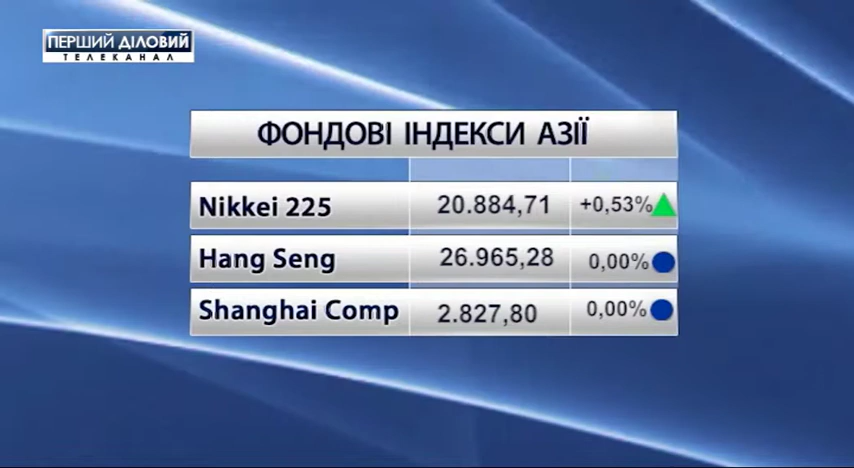 ПЕРШИЙ ДІЛОВИЙ
ТЕЛЕКАНАЛ
ФОНДОВІ ІНДЕКСИ АЗІЇ
Nikkei 225 20.884,71 +0,53%
Hang Seng 26.965,28 0,00%
Shanghai Comp 2.827,80 0,00%